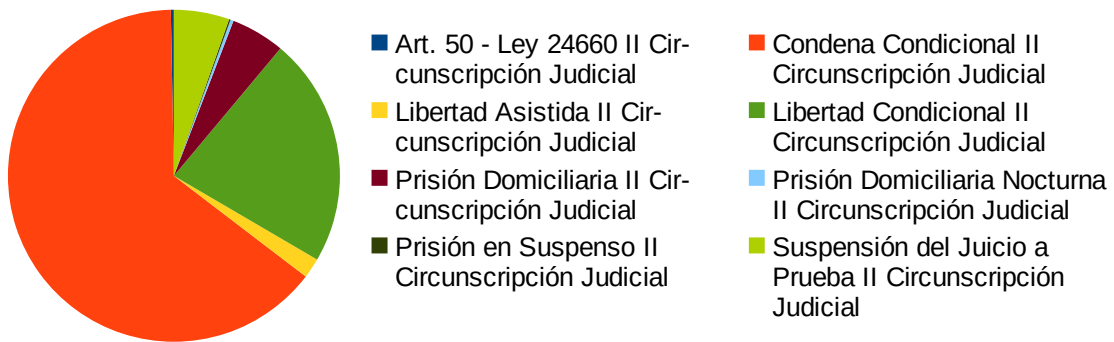 Art. 50 - Ley 24660 II Cir-
cunscripción Judicial
Condena Condicional II
Circunscripción Judicial
Libertad Asistida II Cir-
cunscripción Judicial
Libertad Condicional II
Circunscripción Judicial
Prisión Domiciliaria II Cir-
cunscripción Judicial
Prisión Domiciliaria Nocturna
II Circunscripción Judicial
Prisión en Suspenso II
Circunscripción Judicial
Suspensión del Juicio a
Prueba II Circunscripción
Judicial